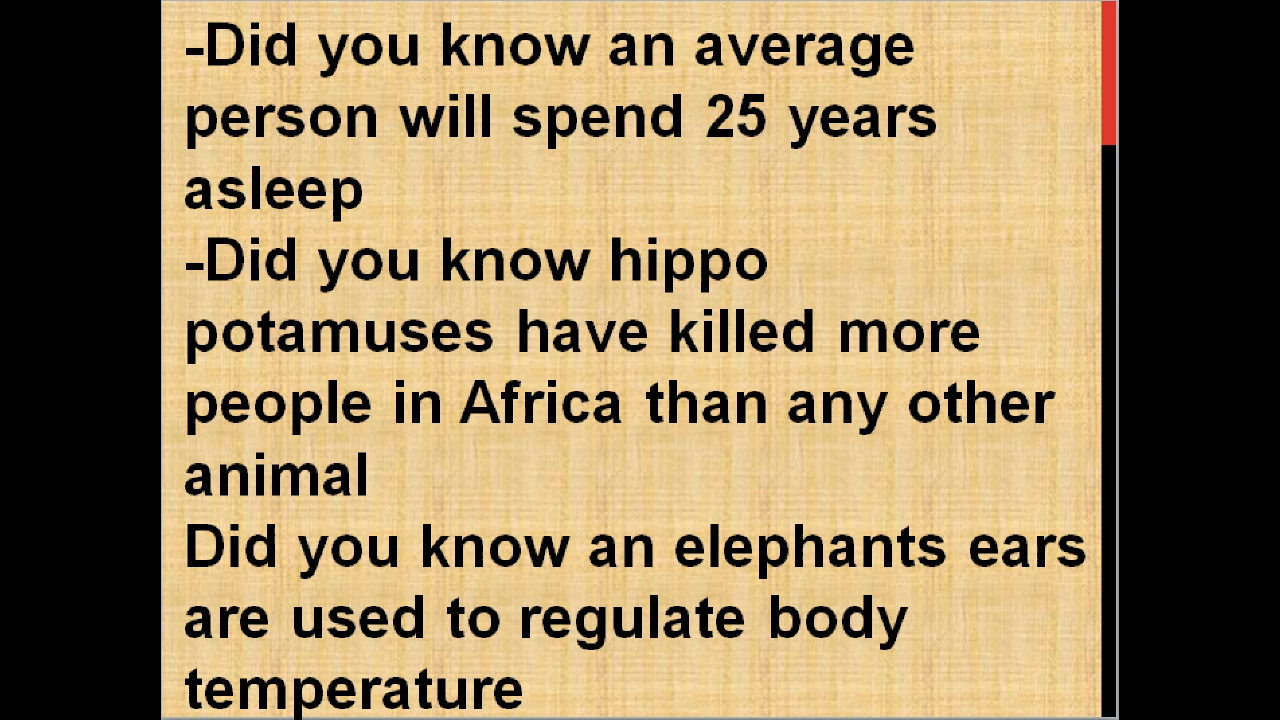 -Did you know an average
person will spend 25 years
asleep
-Did you know hippo
potamuses have killed more
people in Africa than any other
animal
Did you know an elephants ears
are used to regulate body
temperature